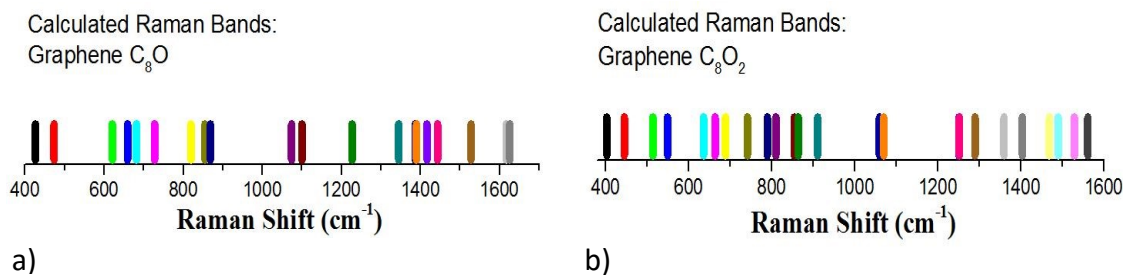 Calculated Raman Bands:
Graphene C₈O
400 600 800 1000 1200 1400 1600
Raman Shift (cm⁻¹)
a)
Calculated Raman Bands:
Graphene C₈O₂
400 600 800 1000 1200 1400 1600
Raman Shift (cm⁻¹)
b)